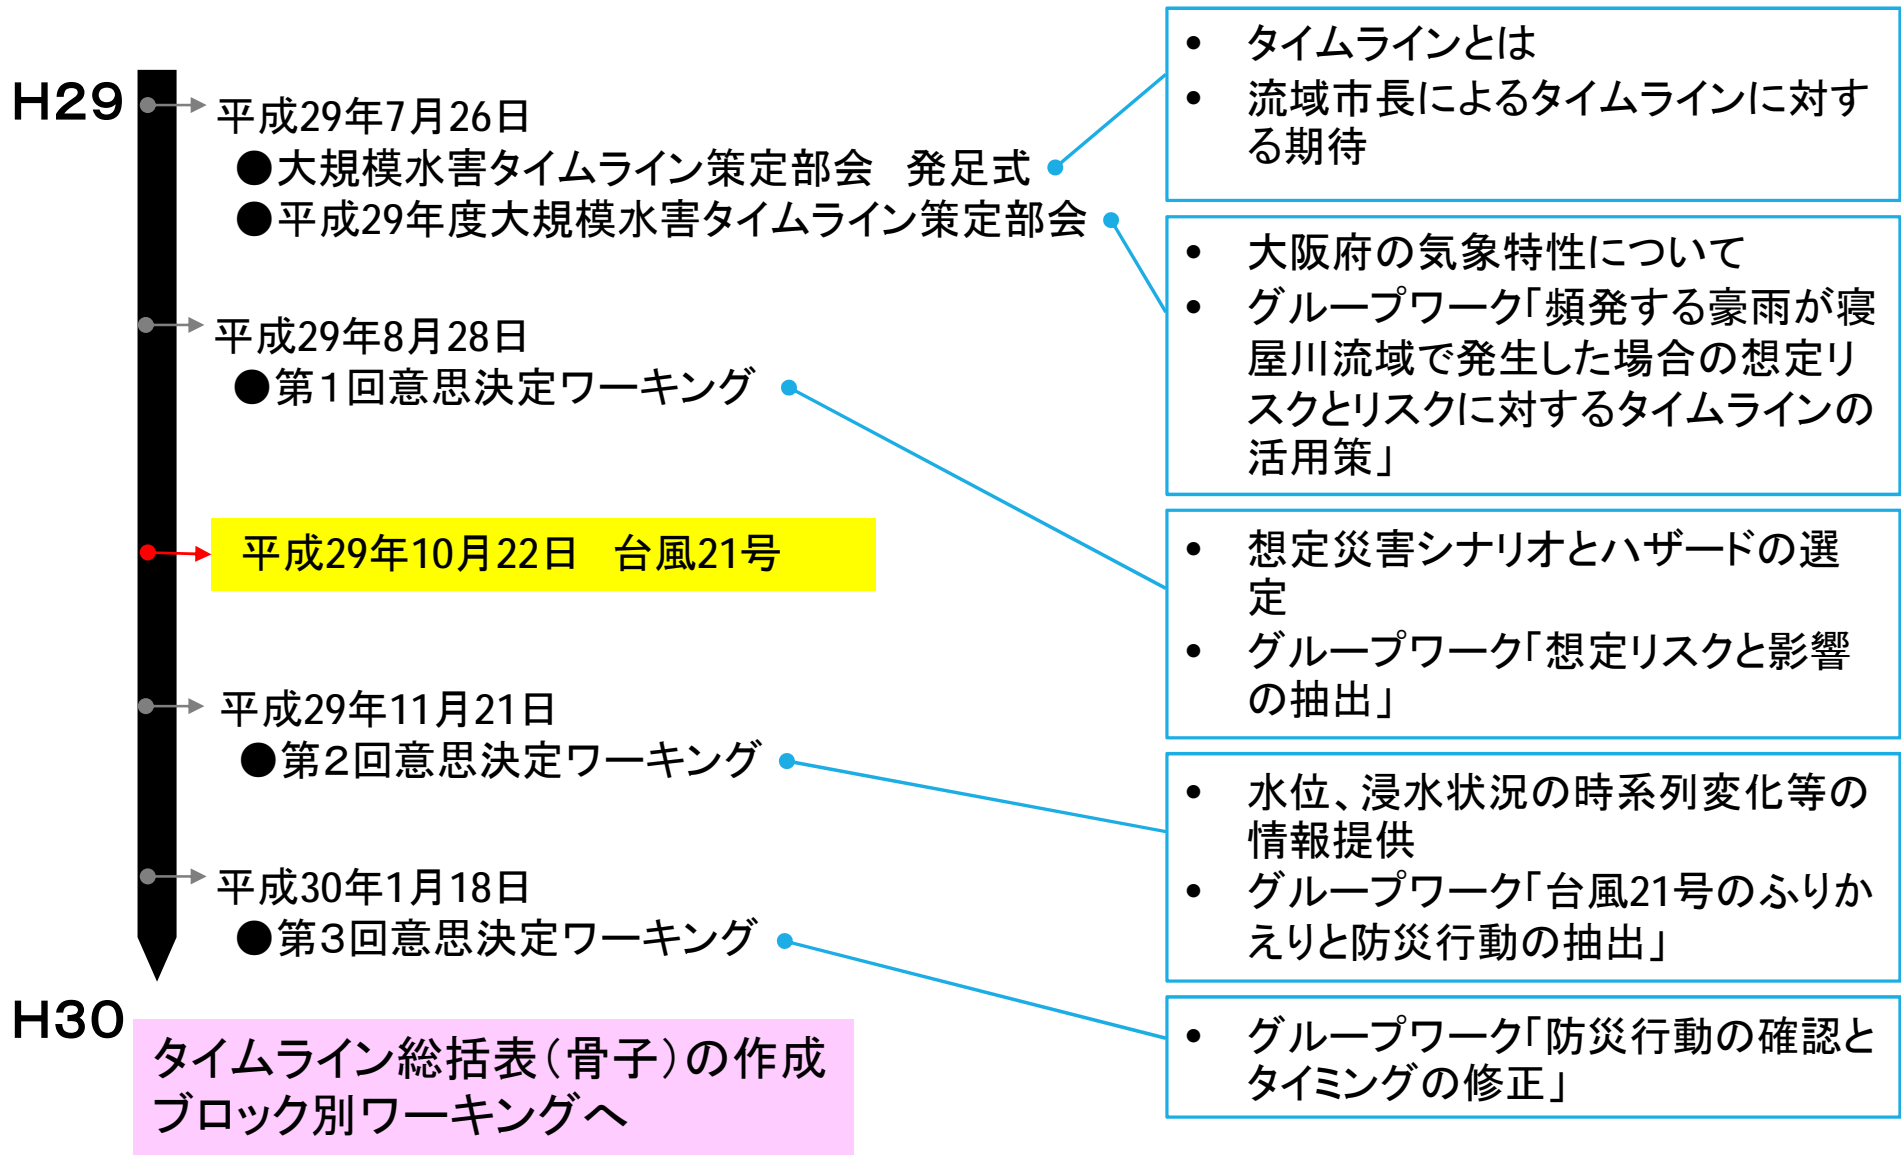 H29
平成29年7月26日
●大規模水害タイムライン策定部会　発足式
●平成29年度大規模水害タイムライン策定部会
平成29年8月28日
●第1回意思決定ワーキング
平成29年10月22日　台風21号
平成29年11月21日
●第2回意思決定ワーキング
平成30年1月18日
●第3回意思決定ワーキング
H30
タイムライン総括表(骨子)の作成
ブロック別ワーキングへ
• タイムラインとは
• 流域市長によるタイムラインに対す
る期待
• 大阪府の気象特性について
• グループワーク「頻発する豪雨が寝
屋川流域で発生した場合の想定リ
スクとリスクに対するタイムラインの
活用策」
• 想定災害シナリオとハザードの選
定
• グループワーク「想定リスクと影響
の抽出」
• 水位、浸水状況の時系列変化等の
情報提供
• グループワーク「台風21号のふりか
えりと防災行動の抽出」
• グループワーク「防災行動の確認と
タイミングの修正」